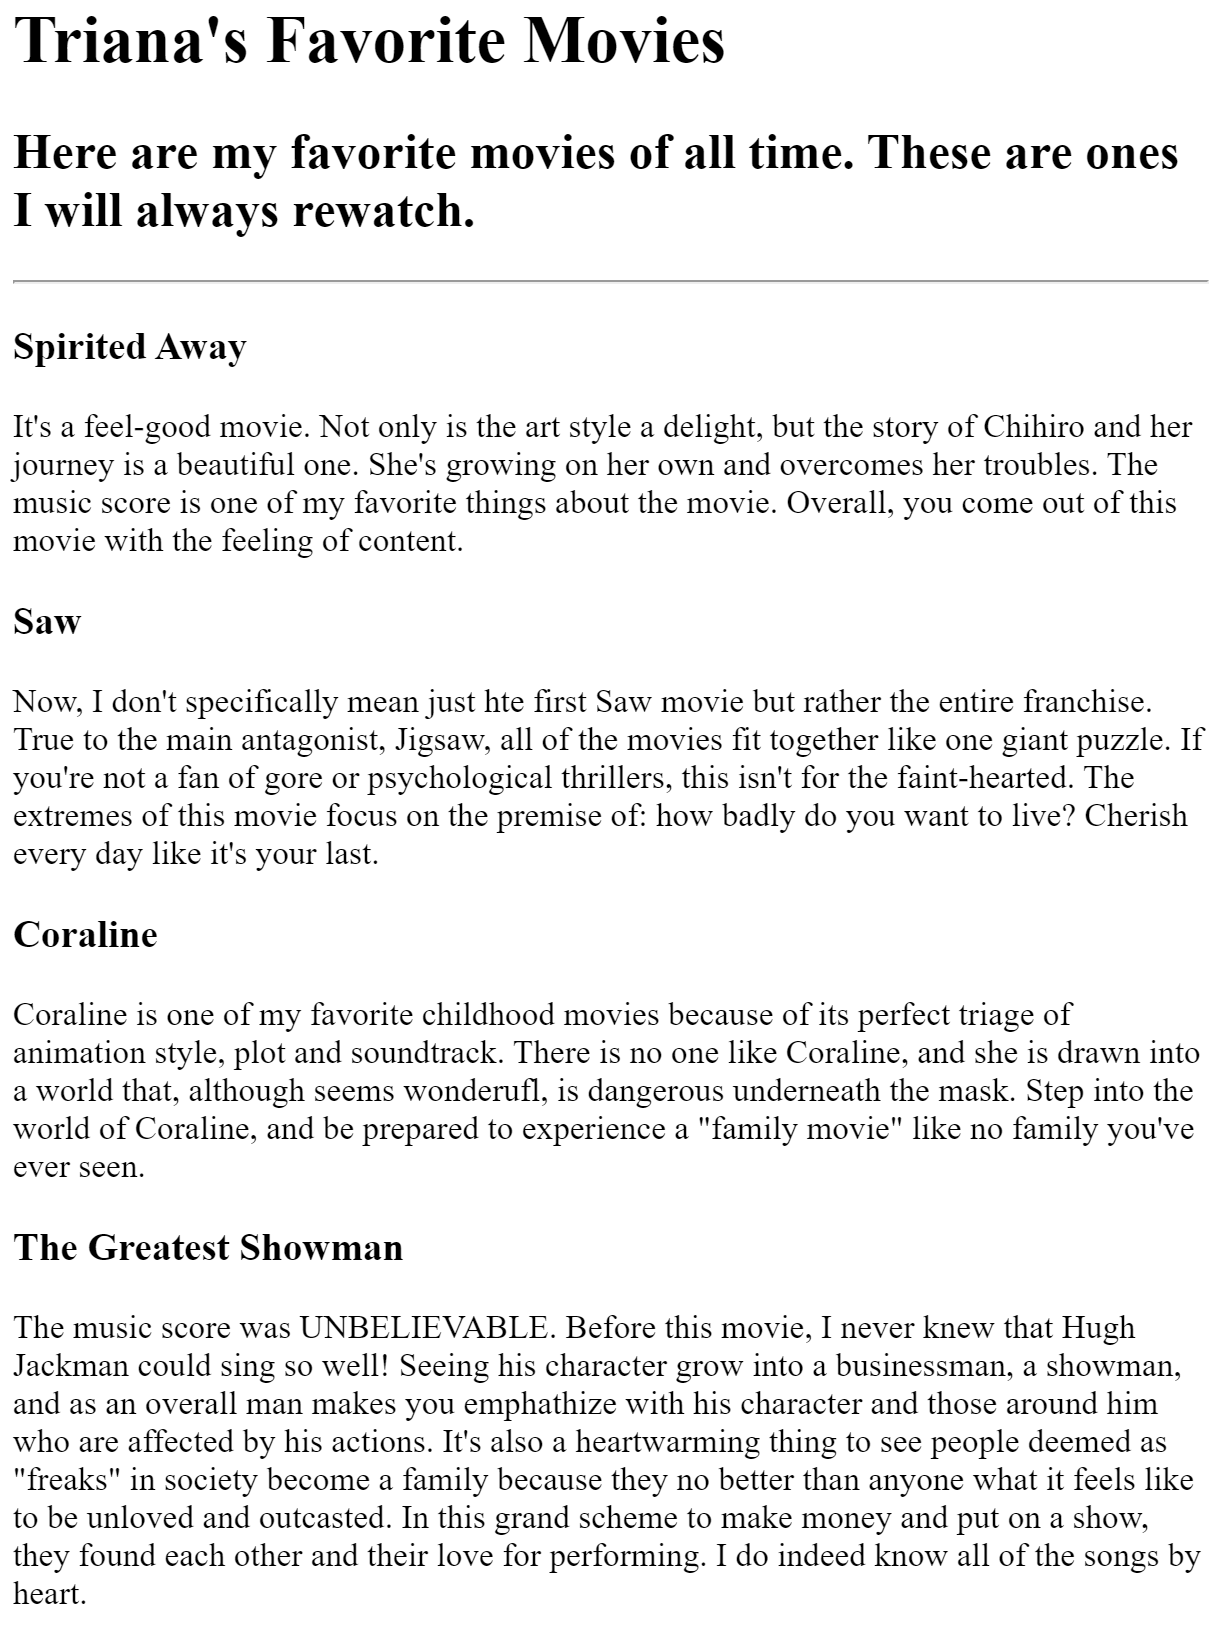 Triana's Favorite Movies
Here are my favorite movies of all time. These are ones
I will always rewatch.
Spirited Away
It's a feel-good movie. Not only is the art style a delight, but the story of Chihiro and her
journey is a beautiful one. She's growing on her own and overcomes her troubles. The
music score is one of my favorite things about the movie. Overall, you come out of this
movie with the feeling of content.
Saw
Now, I don't specifically mean just hte first Saw movie but rather the entire franchise.
True to the main antagonist, Jigsaw, all of the movies fit together like one giant puzzle. If
you're not a fan of gore or psychological thrillers, this isn't for the faint-hearted. The
extremes of this movie focus on the premise of: how badly do you want to live? Cherish
every day like it's your last.
Coraline
Coraline is one of my favorite childhood movies because of its perfect triage of
animation style, plot and soundtrack. There is no one like Coraline, and she is drawn into
a world that, although seems wonderufl, is dangerous underneath the mask. Step into the
world of Coraline, and be prepared to experience a "family movie" like no family you've
ever seen.
The Greatest Showman
The music score was UNBELIEVABLE. Before this movie, I never knew that Hugh
Jackman could sing so well! Seeing his character grow into a businessman, a showman,
and as an overall man makes you emphathize with his character and those around him
who are affected by his actions. It's also a heartwarming thing to see people deemed as
"freaks" in society become a family because they no better than anyone what it feels like
to be unloved and outcasted. In this grand scheme to make money and put on a show,
they found each other and their love for performing. I do indeed know all of the songs by
heart.